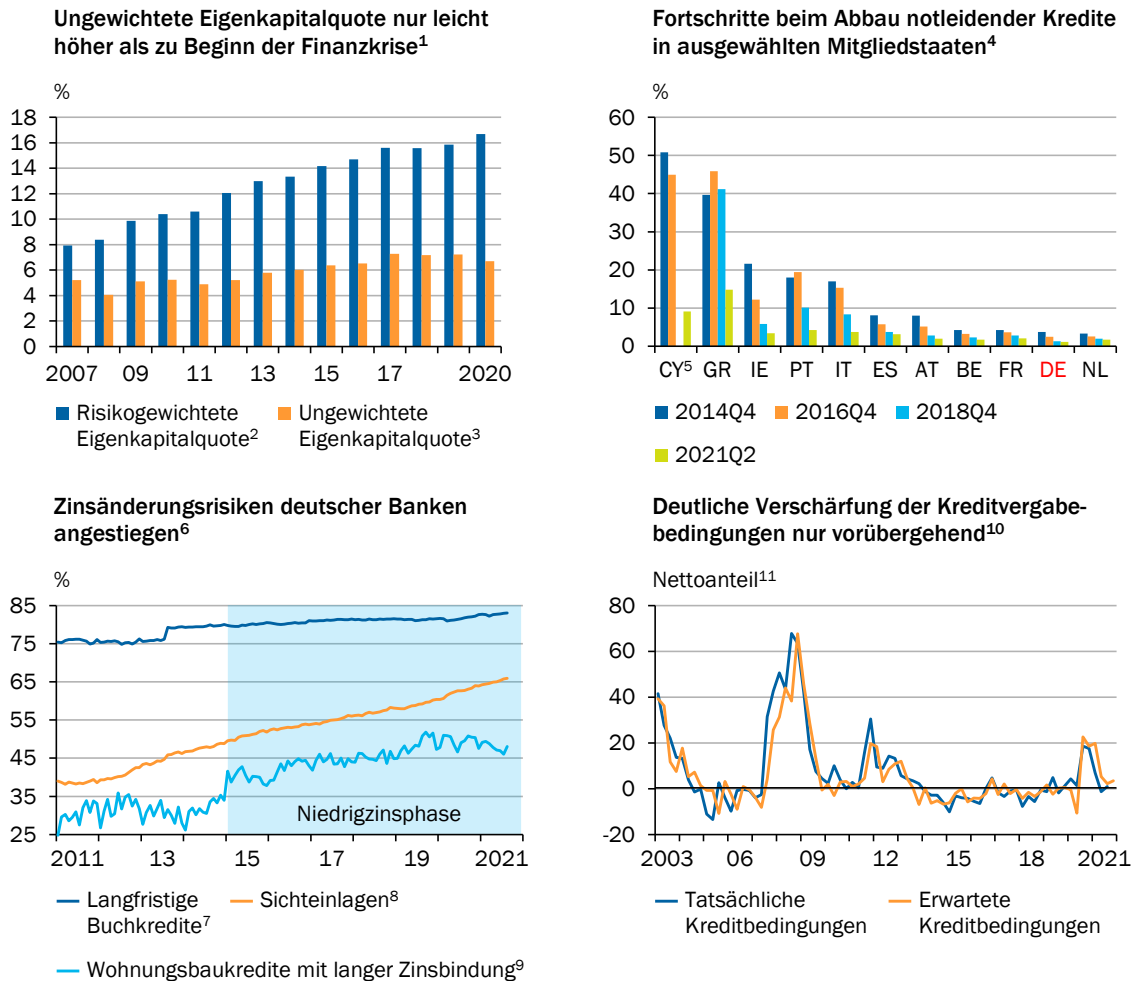 Ungewichtete Eigenkapitalquote nur leicht
höher als zu Beginn der Finanzkrise¹
%
18
16
14
12
10
8
6
4
2
0
2007 09 11 13 15 17 2020
Risikogewichtete
Eigenkapitalquote²
Ungewichtete
Eigenkapitalquote³
Fortschritte beim Abbau notleidender Kredite
in ausgewählten Mitgliedstaaten⁴
%
60
50
40
30
20
10
0
CY⁵ GR IE PT IT ES AT BE FR DE NL
2014Q4 2016Q4 2018Q4
2021Q2
Zinsänderungsrisiken deutscher Banken
angestiegen⁶
%
85
75
65
55
45
35
25
Niedrigzinsphase
2011 13 15 17 19 2021
Langfristige
Buchkredite⁷
Sichteinlagen⁸
Wohnungsbaukredite mit langer Zinsbindung⁹
Deutliche Verschärfung der Kreditvergabe-
bedingungen nur vorübergehend¹⁰
Nettoanteil¹¹
80
60
40
20
0
-20
2003 06 09 12 15 18 2021
Tatsächliche
Kreditbedingungen
Erwartete
Kreditbedingungen